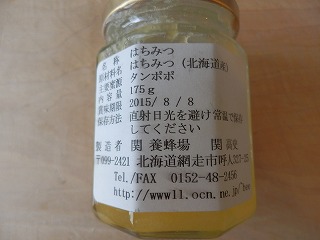 名称 はちみつ
原材料名 はちみつ (北海道産)
主要蜜源 タンポポ
内容量 175g
賞味期限 2015/ 8/ 8
保存方法 直射日光を避け常温で保存
してください
製造者 関 養蜂場 関
〒099-2421 北海道網走市呼人
Tel./FAX 0152-48-2456
http://www11.ocn.ne.jp/